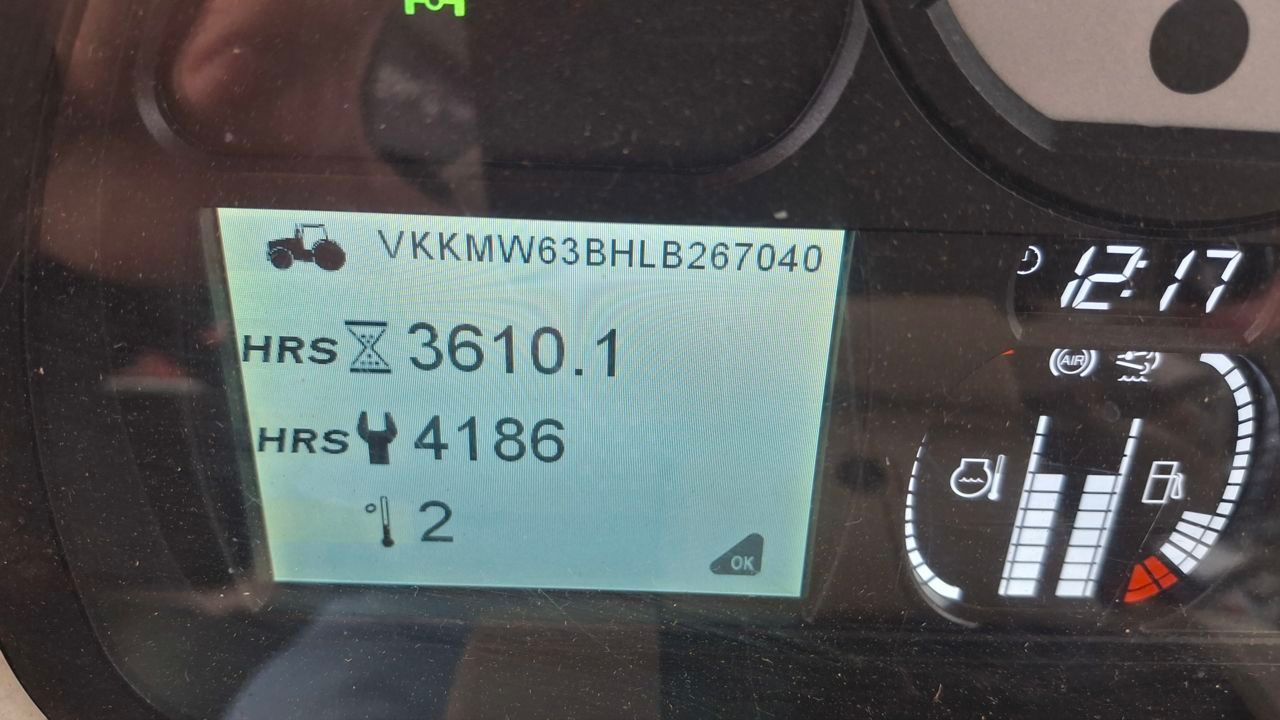 VKKMW63BHLB267040
12:17
HRS 3610.1
AIR
HRS 4186
° 2
OK